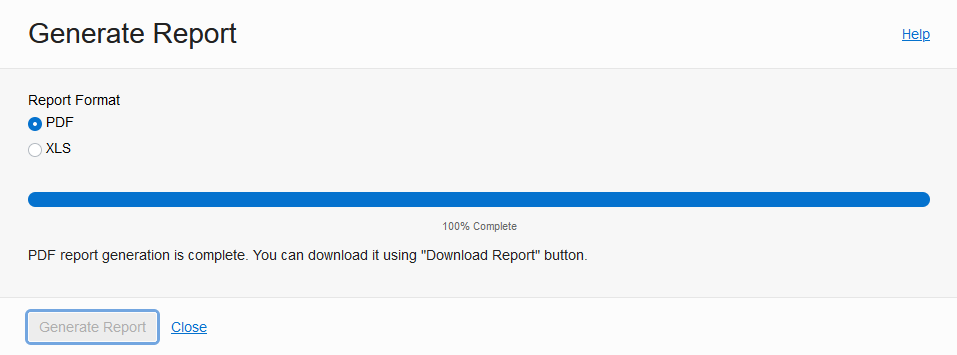 Generate Report
Help
Report Format
PDF
XLS
100% Complete
PDF report generation is complete. You can download it using "Download Report" button.
Generate Report
Close